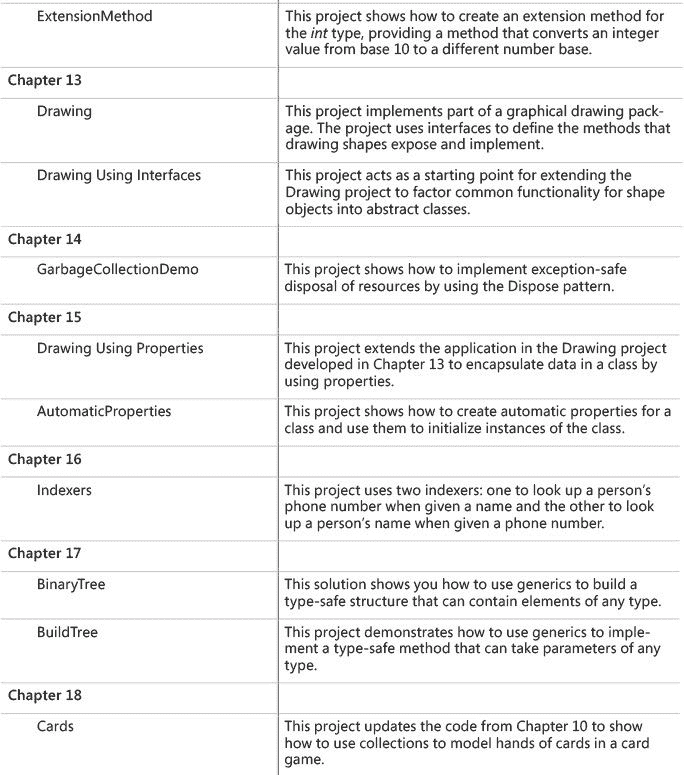 ExtensionMethod
This project shows how to create an extension method for
the int type, providing a method that converts an integer
value from base 10 to a different number base.
Chapter 13
Drawing
This project implements part of a graphical drawing pack-
age. The project uses interfaces to define the methods that
drawing shapes expose and implement.
Drawing Using Interfaces
This project acts as a starting point for extending the
Drawing project to factor common functionality for shape
objects into abstract classes.
Chapter 14
GarbageCollectionDemo
This project shows how to implement exception-safe
disposal of resources by using the Dispose pattern.
Chapter 15
Drawing Using Properties
This project extends the application in the Drawing project
developed in Chapter 13 to encapsulate data in a class by
using properties.
AutomaticProperties
This project shows how to create automatic properties for a
class and use them to initialize instances of the class.
Chapter 16
Indexers
This project uses two indexers: one to look up a person’s
phone number when given a name and the other to look
up a person’s name when given a phone number.
Chapter 17
BinaryTree
This solution shows you how to use generics to build a
type-safe structure that can contain elements of any type.
BuildTree
This project demonstrates how to use generics to imple-
ment a type-safe method that can take parameters of any
type.
Chapter 18
Cards
This project updates the code from Chapter 10 to show
how to use collections to model hands of cards in a card
game.